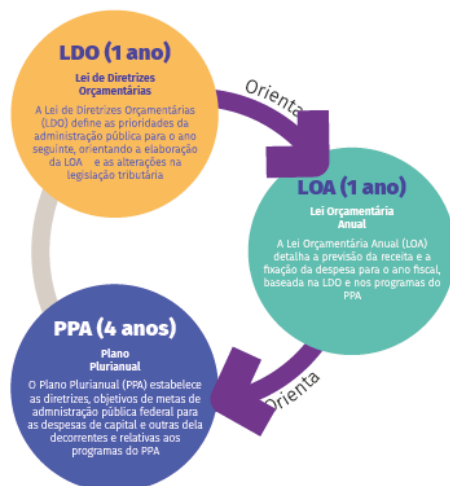 LDO (1 ano)
Lei de Diretrizes
Orçamentárias
A Lei de Diretrizes Orçamentárias
(LDO) define as prioridades da
administração pública para o ano
seguinte, orientando a elaboração
da LOA e as alterações na
legislação tributária
Orienta
LOA (1 ano)
Lei Orçamentária
Anual
A Lei Orçamentária Anual (LOA)
detalha a previsão da receita e a
fixação da despesa para o ano fiscal,
baseada na LDO e nos programas do
PPA
Orienta
PPA (4 anos)
Plano
Plurianual
O Plano Plurianual (PPA) estabelece
as diretrizes, objetivos de metas de
admnistração pública federal para
as despesas de capital e outras dela
decorrentes e relativas aos
programas do PPA